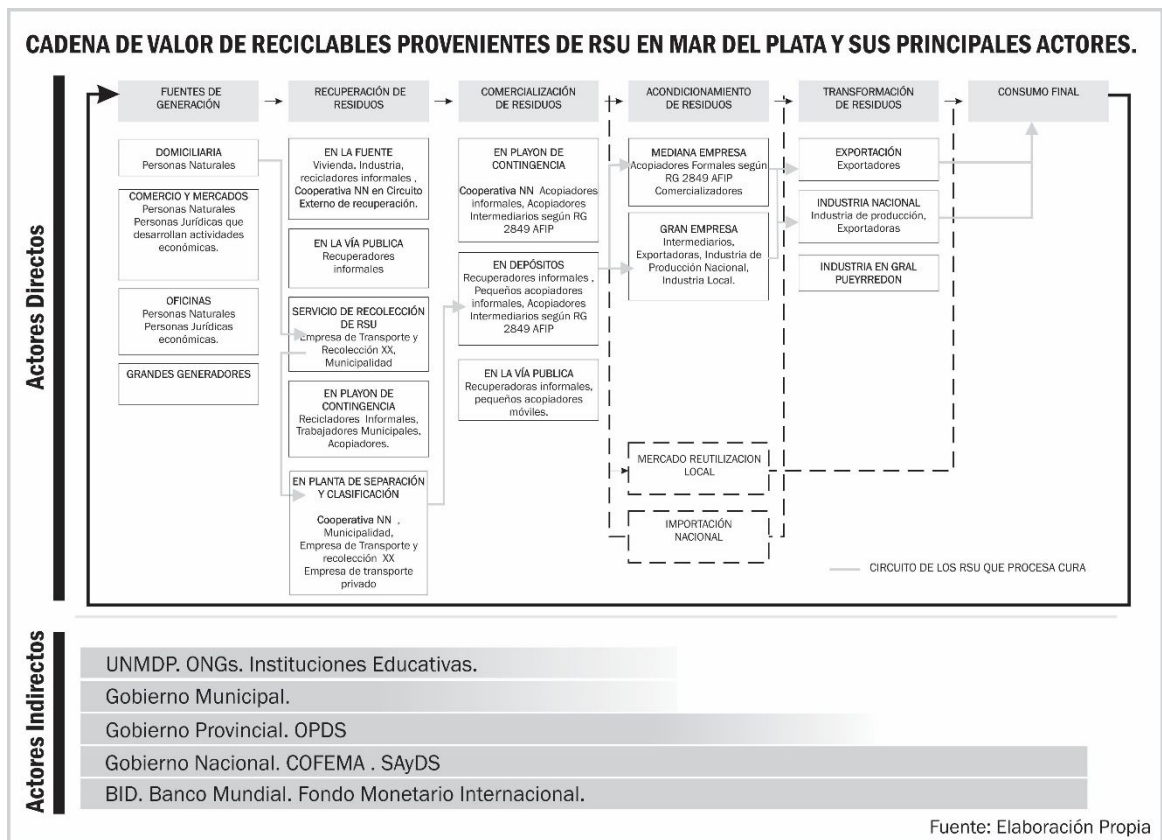 CADENA DE VALOR DE RECICLABLES PROVENIENTES DE RSU EN MAR DEL PLATA Y SUS PRINCIPALES ACTORES.
Actores Directos
FUENTES DE
GENERACIÓN
RECUPERACIÓN DE
RESIDUOS
COMERCIALIZACIÓN
DE RESIDUOS
ACONDICIONAMIENTO
DE RESIDUOS
TRANSFORMACIÓN
DE RESIDUOS
CONSUMO FINAL
DOMICILIARIA
Personas Naturales
COMERCIO Y MERCADOS
Personas Naturales
Personas Jurídicas que
desarrollan actividades
económicas.
OFICINAS
Personas Naturales
Personas Jurídicas
económicas.
GRANDES GENERADORES
EN LA FUENTE
Vivienda, Industria,
recicladores informales ,
Cooperativa NN en Circuito
Externo de recuperación.
EN LA VÍA PUBLICA
Recuperadores
informales
SERVICIO DE RECOLECCIÓN
DE RSU
Empresa de Transporte y
Recolección XX,
Municipalidad
EN PLAYON DE
CONTINGENCIA
Recicladores Informales,
Trabajadores Municipales.
Acopiadores.
EN PLANTA DE SEPARACIÓN
Y CLASIFICACIÓN
Cooperativa NN ,
Municipalidad,
Empresa de Transporte y
recolección XX
Empresa de transporte
privado
EN PLAYON DE
CONTINGENCIA
Cooperativa NN Acopiadores
informales, Acopiadores
Intermediarios según RG
2849 AFIP
EN DEPÓSITOS
Recuperadores informales ,
Pequeños acopiadores
informales, Acopiadores
Intermediarios según RG
2849 AFIP
EN LA VÍA PUBLICA
Recuperadoras informales,
pequeños acopiadores
móviles.
MEDIANA EMPRESA
Acopiadores Formales según
RG 2849 AFIP
Comercializadores
GRAN EMPRESA
Intermediarios,
Exportadoras, Industria de
Producción Nacional,
Industria Local.
MERCADO REUTILIZACION
LOCAL
IMPORTACIÓN
NACIONAL
EXPORTACIÓN
Exportadores
INDUSTRIA NACIONAL
Industria de producción,
Exportadoras
INDUSTRIA EN GRAL
PUEYRREDON
CIRCUITO DE LOS RSU QUE PROCESA CURA
Actores Indirectos
UNMDP. ONGs. Instituciones Educativas.
Gobierno Municipal.
Gobierno Provincial. OPDS
Gobierno Nacional. COFEMA . SAyDS
BID. Banco Mundial. Fondo Monetario Internacional.
Fuente: Elaboración Propia